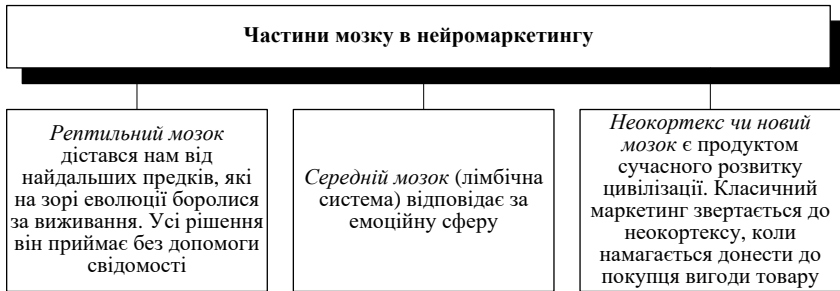 Частини мозку в нейромаркетингу
Рептильний мозок
дістався нам від
найдальших предків, які
на зорі еволюції боролися
за виживання. Усі рішення
він приймає без допомоги
свідомості
Середній мозок (лімбічна
система) відповідає за
емоційну сферу
Неокортекс чи новий
мозок є продуктом
сучасного розвитку
цивілізації. Класичний
маркетинг звертається до
неокортексу, коли
намагається донести до
покупця вигоди товару